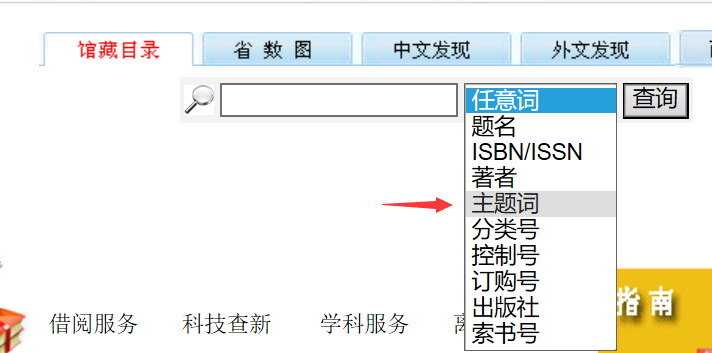 馆藏目录 省数图 中文发现 外文发现
任意词 查询
题名
ISBN/ISSN
著者
主题词
分类号
控制号
订购号
出版社
索书号
指南
借阅服务 科技查新 学科服务